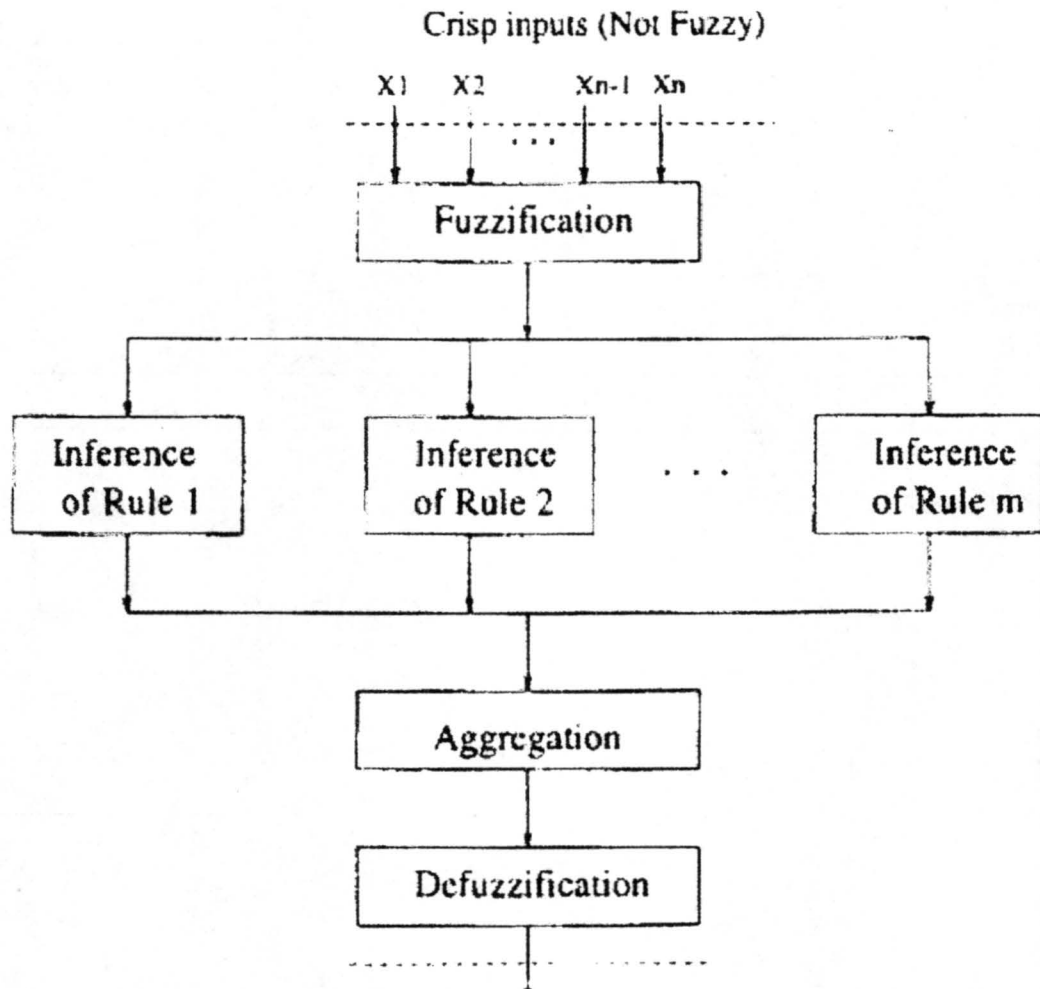 Crisp inputs (Not Fuzzy)
X1 X2 Xn-1 Xn
. . .
Fuzzification
Inference
of Rule 1
Inference
of Rule 2
. . .
Inference
of Rule m
Aggregation
Defuzzification